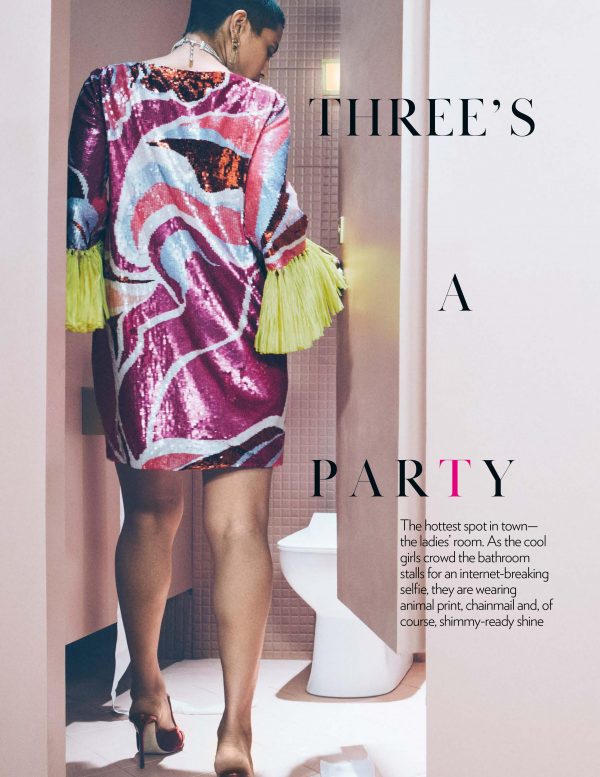 THREE'S
A
PARTY
The hottest spot in town—
the ladies' room. As the cool
girls crowd the bathroom
stalls for an internet-breaking
selfie, they are wearing
animal print, chainmail and, of
course, shimmy-ready shine